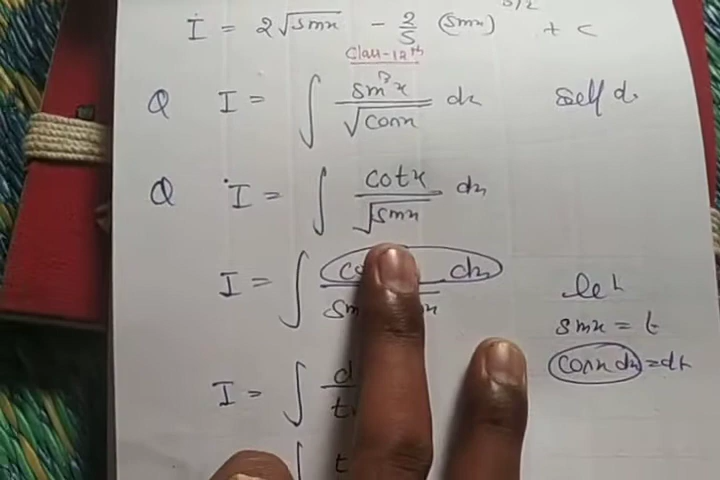 I = 2√sinx - 2/5 (sinx)^5/2 + c
Class-12th
Q I = ∫ sin³x/√cosx dx self do
Q I = ∫ cotx/√sinx dx
I = ∫ dx let
sinx = t
I = ∫ cosx dx = dt